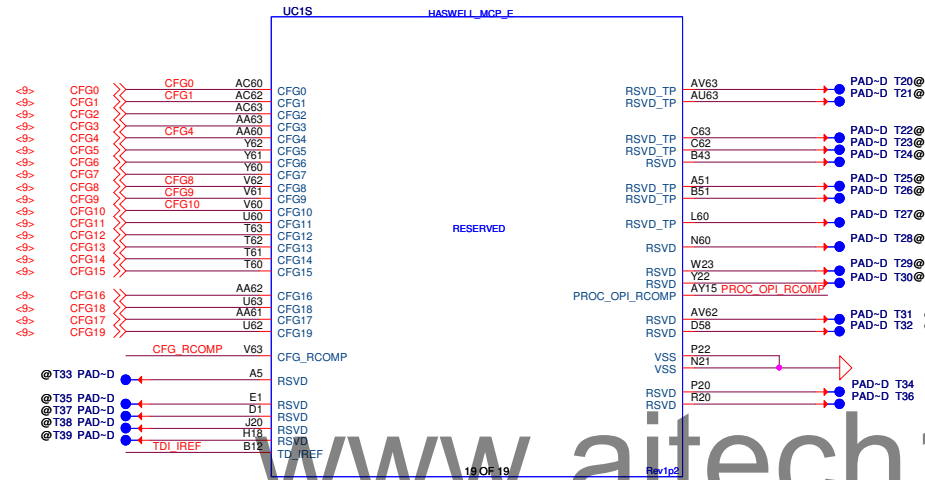 UC1S HASWELL_MCP_E
<9> CFG0 CFG0 AC60 CFG0 RSVD_TP AV63 PAD~D T20@
<9> CFG1 CFG1 AC62 CFG1 RSVD_TP AU63 PAD~D T21@
<9> CFG2 AC63 CFG2
<9> CFG3 AA63 CFG3
<9> CFG4 CFG4 AA60 CFG4 RSVD_TP C63 PAD~D T22@
<9> CFG5 Y62 CFG5 RSVD_TP C62 PAD~D T23@
<9> CFG6 Y61 CFG6 RSVD B43 PAD~D T24@
<9> CFG7 Y60 CFG7
<9> CFG8 CFG8 V62 CFG8 RSVD_TP A51 PAD~D T25@
<9> CFG9 CFG9 V61 CFG9 RSVD_TP B51 PAD~D T26@
<9> CFG10 CFG10 V60 CFG10
<9> CFG11 U60 CFG11 RSVD_TP L60 PAD~D T27@
<9> CFG12 T63 CFG12
<9> CFG13 T62 CFG13 RSVD N60 PAD~D T28@
<9> CFG14 T61 CFG14
<9> CFG15 T60 CFG15 RSVD W23 PAD~D T29@
RSVD Y22 PAD~D T30@
<9> CFG16 AA62 CFG16 PROC_OPI_RCOMP AY15 PROC_OPI_RCOMP
<9> CFG18 U63 CFG18
<9> CFG17 AA61 CFG17 RSVD AV62 PAD~D T31
<9> CFG19 U62 CFG19 RSVD D58 PAD~D T32
CFG_RCOMP V63 CFG_RCOMP VSS P22
VSS N21
@T33 PAD~D A5 RSVD
RSVD P20 PAD~D T34
@T35 PAD~D E1 RSVD RSVD R20 PAD~D T36
@T37 PAD~D D1 RSVD
@T38 PAD~D J20 RSVD
@T39 PAD~D H18 RSVD
TDI_IREF B12 TD_IREF
RESERVED
19 OF 19 Rev1p2
www.aitech